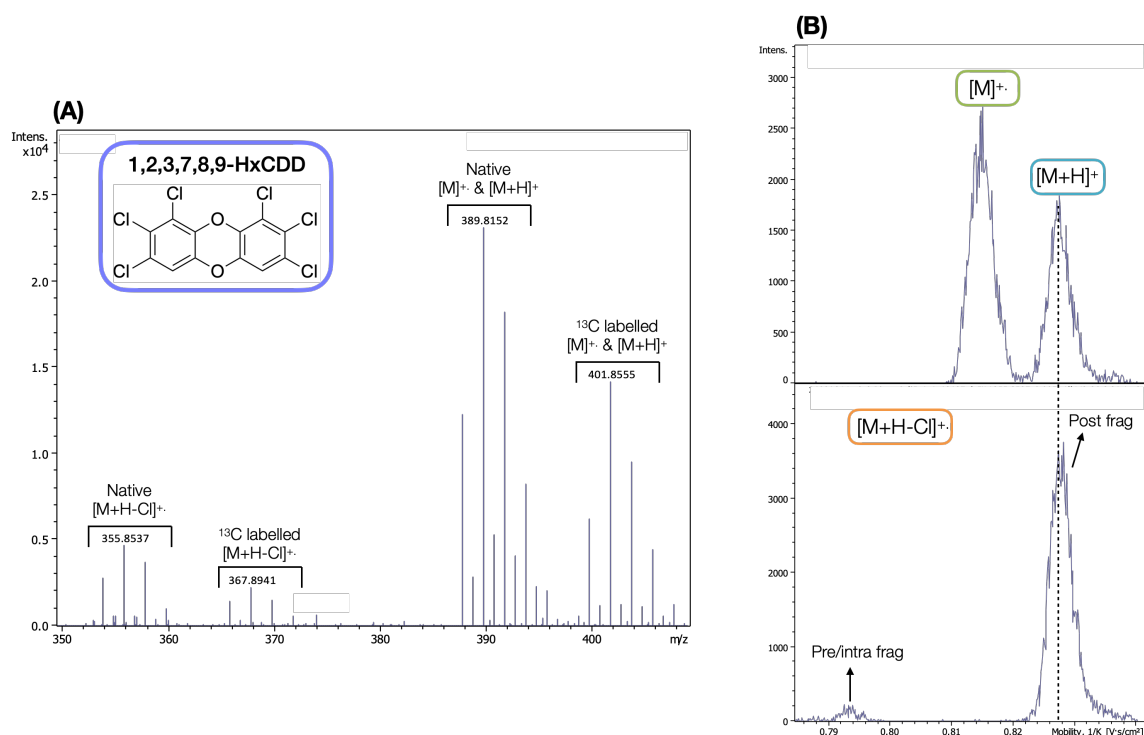 (A)
Intens.
x10⁴
2.5
2.0
1.5
1.0
0.5
0.0
350
360
370
380
390
400
m/z
1,2,3,7,8,9-HxCDD
Cl
Cl
Cl
Cl
Cl
Cl
O
O
Native
[M]⁺· & [M+H]⁺
389.8152
¹³C labelled
[M]⁺· & [M+H]⁺
401.8555
Native
[M+H-Cl]⁺·
355.8537
¹³C labelled
[M+H-Cl]⁺·
367.8941
(B)
Intens.
3000
2500
2000
1500
1000
500
0
[M]⁺·
[M+H]⁺
4000
3000
2000
1000
0
[M+H-Cl]⁺·
Post frag
Pre/intra frag
0.79
0.80
0.81
0.82
Mobility, 1/K [V·s/cm²]